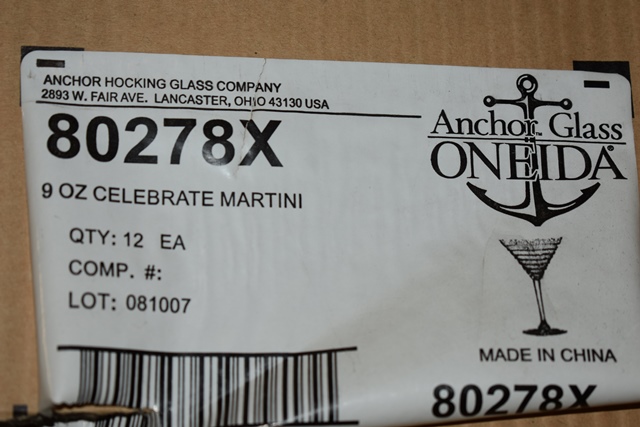 ANCHOR HOCKING GLASS COMPANY
2893 W. FAIR AVE. LANCASTER, OHIO 43130 USA
80278X
9 OZ CELEBRATE MARTINI
QTY: 12 EA
COMP. #:
LOT: 081007
Anchor Glass
ONEIDA
MADE IN CHINA
80278X